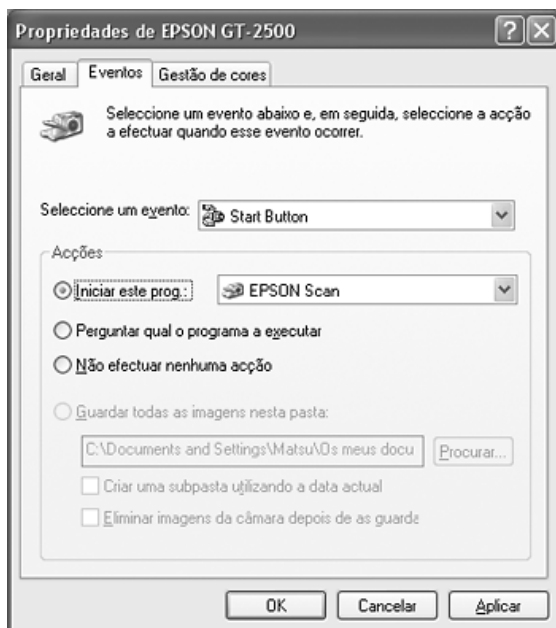 Propriedades de EPSON GT-2500
Geral Eventos Gestão de cores
Seleccione um evento abaixo e, em seguida, seleccione a acção
a efectuar quando esse evento ocorrer.
Seleccione um evento: Start Button
Acções
Iniciar este prog.: EPSON Scan
Perguntar qual o programa a executar
Não efectuar nenhuma acção
Guardar todas as imagens nesta pasta:
C:\Documents and Settings\Matsu\Os meus docu Procurar...
Criar uma subpasta utilizando a data actual
Eliminar imagens da câmara depois de as guarda
OK Cancelar Aplicar